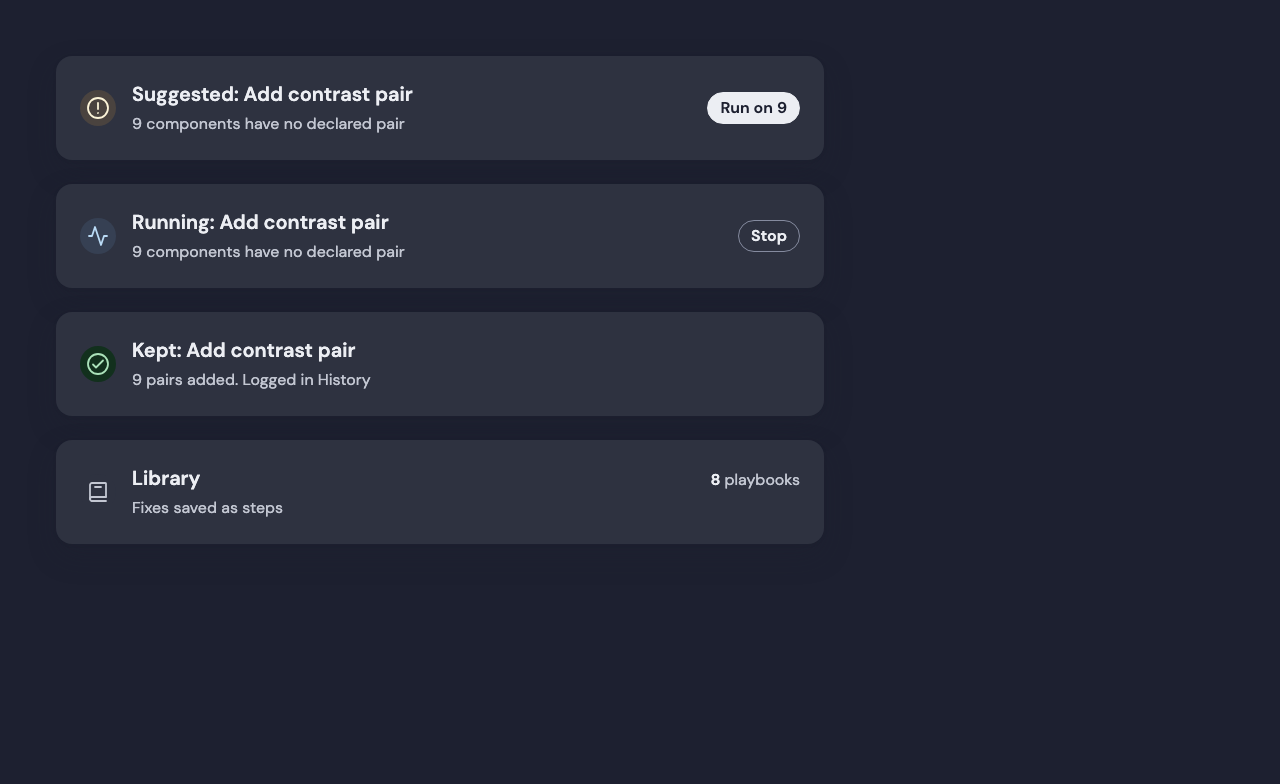 Suggested: Add contrast pair
9 components have no declared pair
Run on 9
Running: Add contrast pair
9 components have no declared pair
Stop
Kept: Add contrast pair
9 pairs added. Logged in History
Library
8 playbooks
Fixes saved as steps